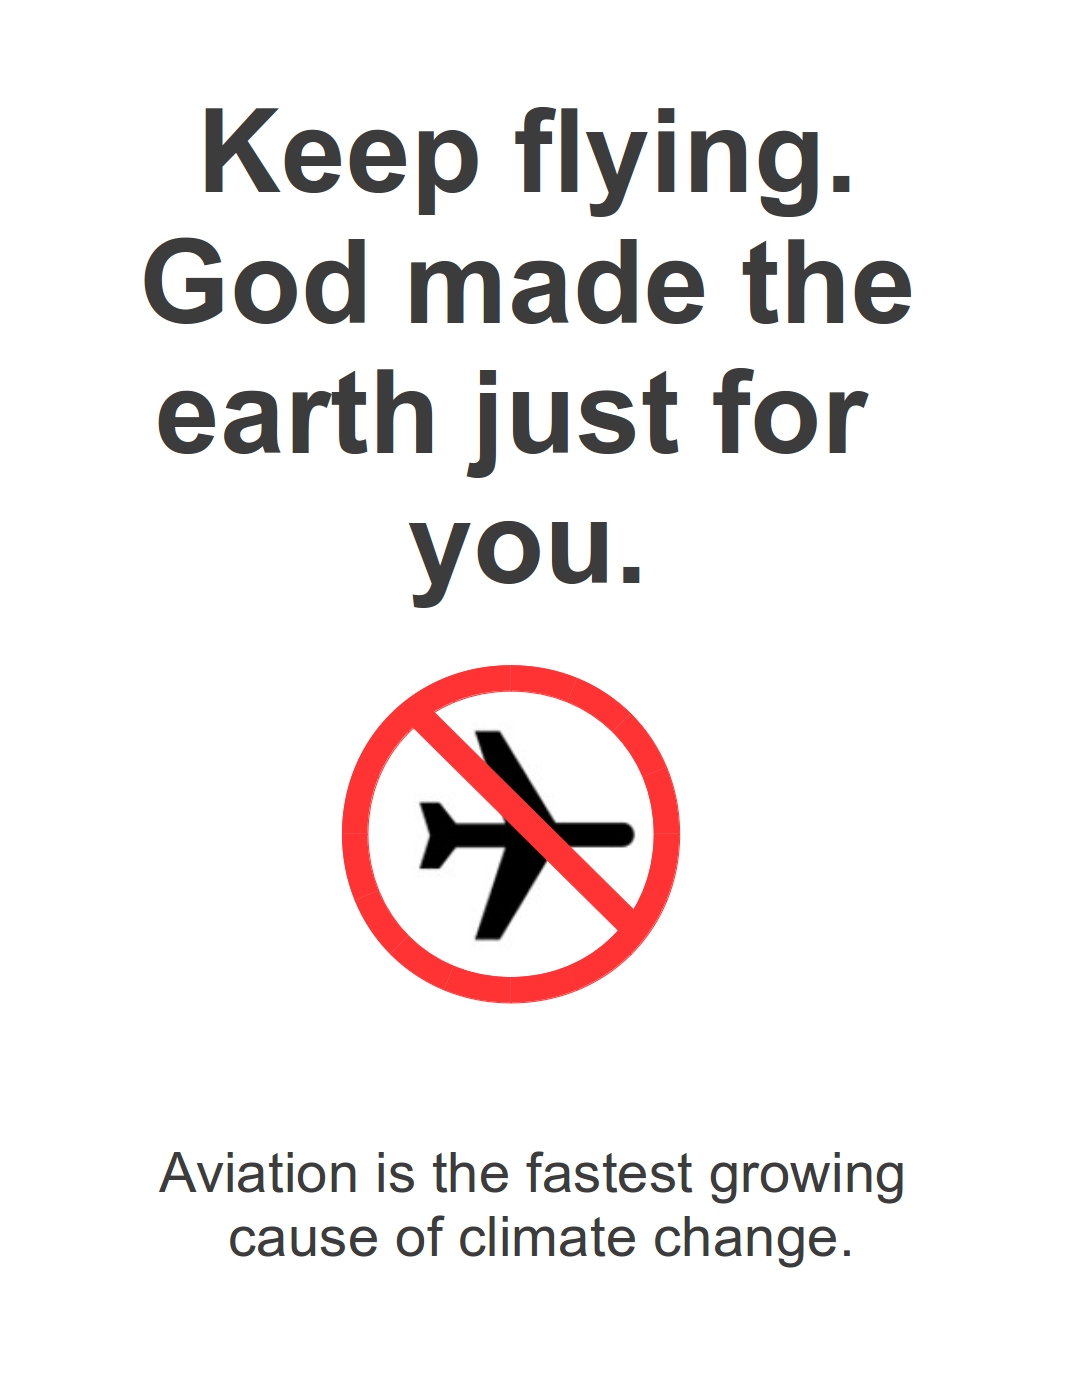 Keep flying.
God made the
earth just for
you.
Aviation is the fastest growing
cause of climate change.